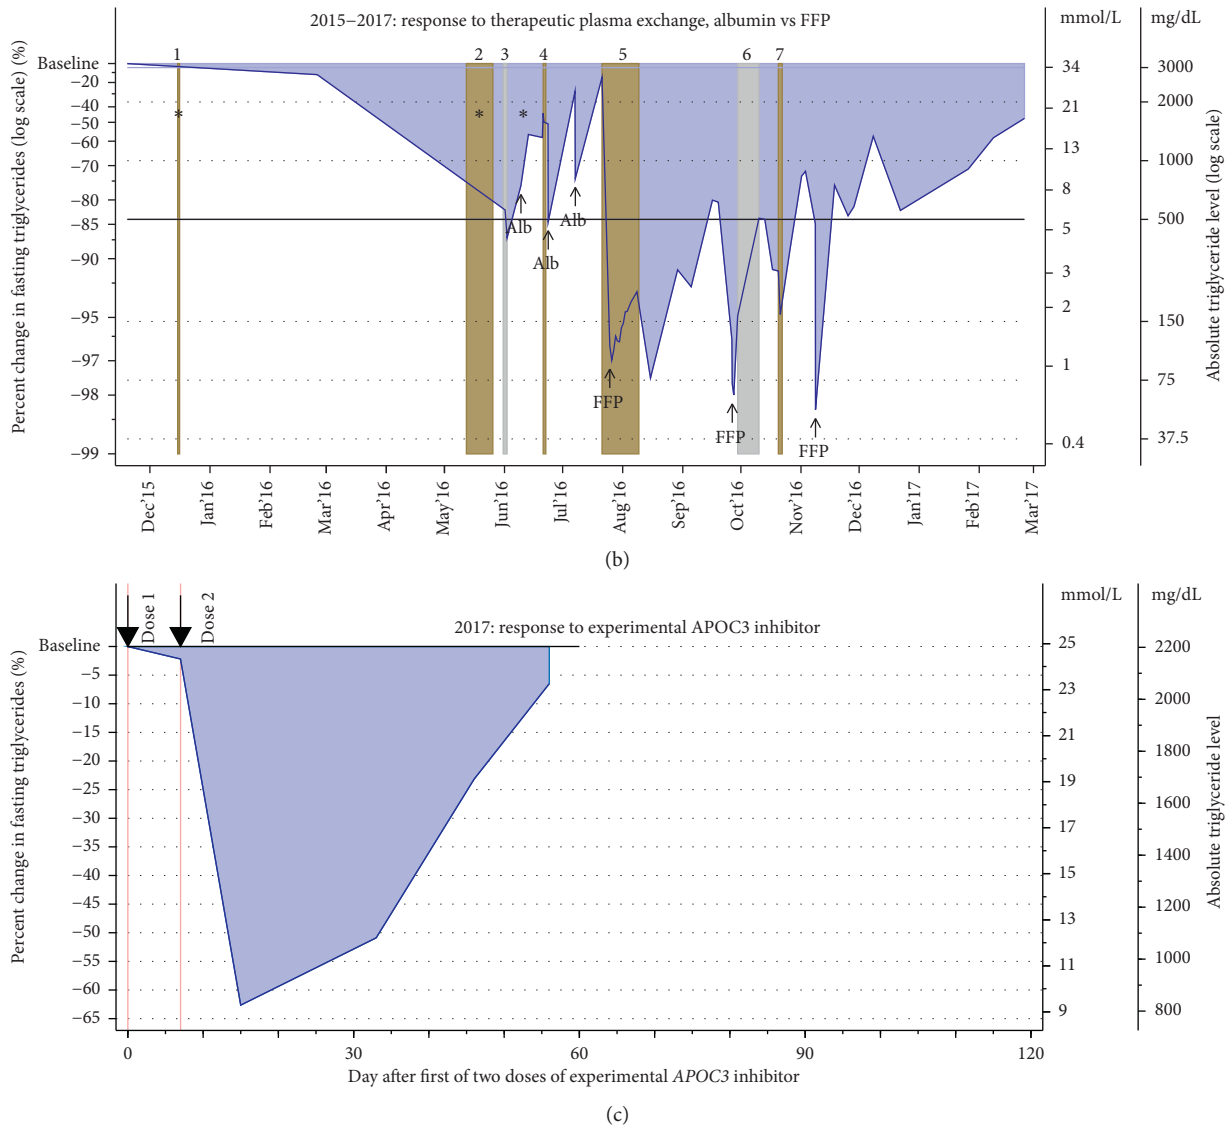 2015–2017: response to therapeutic plasma exchange, albumin vs FFP
mmol/L
mg/dL
Percent change in fasting triglycerides (log scale) (%)
Baseline
−20
−40
−50
−60
−70
−80
−85
−90
−95
−97
−98
−99
1
2
3
4
5
6
7
*
*
*
Alb
Alb
Alb
FFP
FFP
FFP
34
21
13
8
5
3
2
1
0.4
3000
2000
1000
500
150
75
37.5
Absolute triglyceride level (log scale)
Dec'15
Jan'16
Feb'16
Mar'16
Apr'16
May'16
Jun'16
Jul'16
Aug'16
Sep'16
Oct'16
Nov'16
Dec'16
Jan'17
Feb'17
Mar'17
(b)
Dose 1
Dose 2
2017: response to experimental APOC3 inhibitor
mmol/L
mg/dL
Percent change in fasting triglycerides (%)
Baseline
−5
−10
−15
−20
−25
−30
−35
−40
−45
−50
−55
−60
−65
25
23
21
19
17
15
13
11
9
2200
2000
1800
1600
1400
1200
1000
800
Absolute triglyceride level
0
30
60
90
120
Day after first of two doses of experimental APOC3 inhibitor
(c)